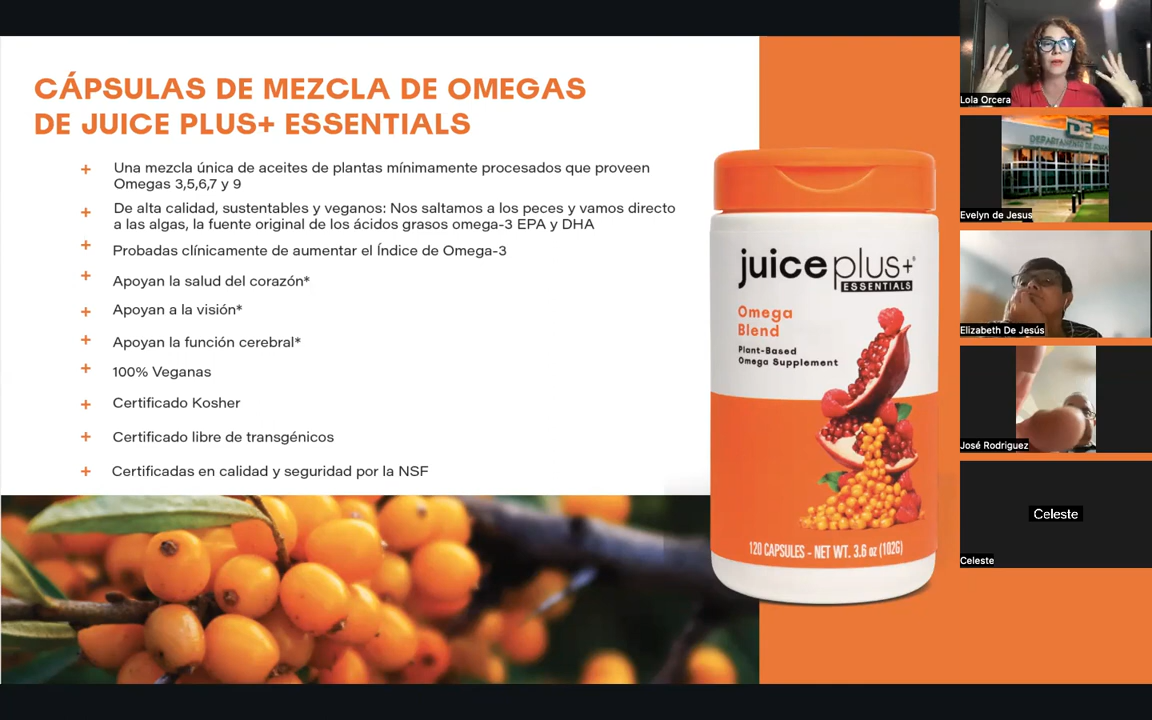 CÁPSULAS DE MEZCLA DE OMEGAS
DE JUICE PLUS+ ESSENTIALS
+ Una mezcla única de aceites de plantas mínimamente procesados que proveen
Omegas 3,5,6,7 y 9
+ De alta calidad, sustentables y veganos: Nos saltamos a los peces y vamos directo
a las algas, la fuente original de los ácidos grasos omega-3 EPA y DHA
+ Probadas clínicamente de aumentar el Índice de Omega-3
+ Apoyan la salud del corazón*
+ Apoyan a la visión*
+ Apoyan la función cerebral*
+ 100% Veganas
+ Certificado Kosher
+ Certificado libre de transgénicos
+ Certificadas en calidad y seguridad por la NSF
juice plus+®
ESSENTIALS
Omega
Blend
Plant-Based
Omega Supplement
120 CAPSULES - NET WT. 3.6 oz (102G)
Lola Orcera
DE
DEPARTAMENTO DE
Evelyn de Jesus
Elizabeth De Jesús
José Rodriguez
Celeste
Celeste